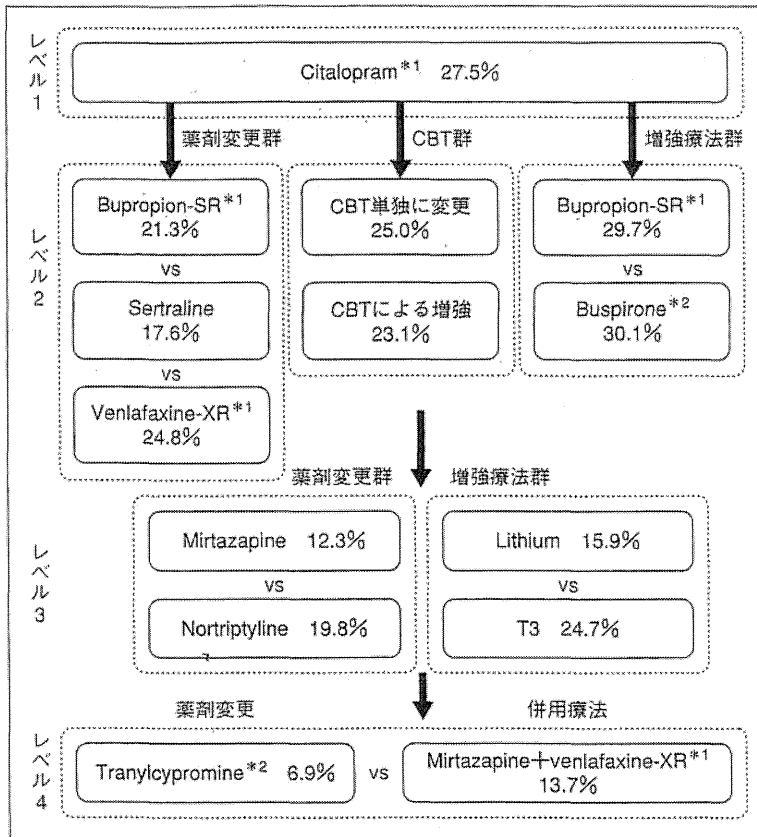 レベル1
Citalopram*1 27.5%
薬剤変更群
CBT群
増強療法群
レベル2
Bupropion-SR*1
21.3%
vs
Sertraline
17.6%
vs
Venlafaxine-XR*1
24.8%
CBT単独に変更
25.0%
CBTによる増強
23.1%
Bupropion-SR*1
29.7%
vs
Buspirone*2
30.1%
薬剤変更群
増強療法群
レベル3
Mirtazapine 12.3%
vs
Nortriptyline 19.8%
Lithium 15.9%
vs
T3 24.7%
薬剤変更
併用療法
レベル4
Tranylcypromine*2 6.9%
vs
Mirtazapine+venlafaxine-XR*1
13.7%